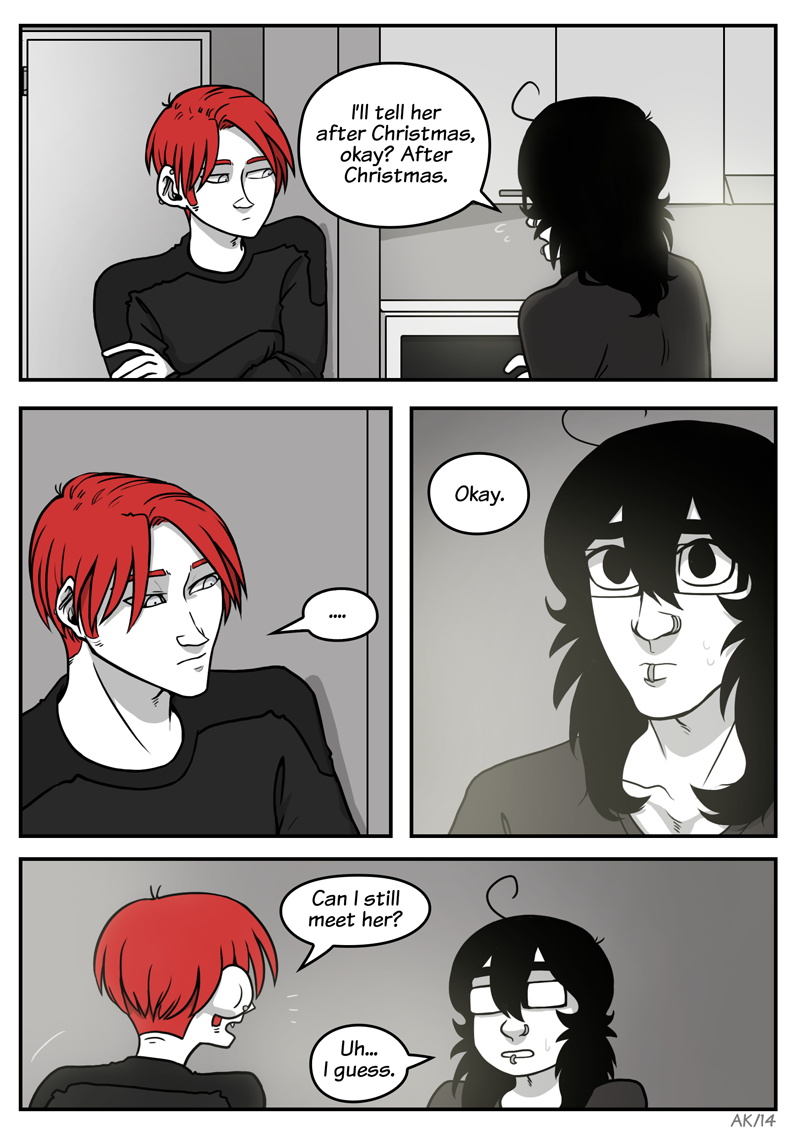 I'll tell her
after Christmas,
okay? After
Christmas.
....
Okay.
Can I still
meet her?
Uh...
I guess.
AK/14